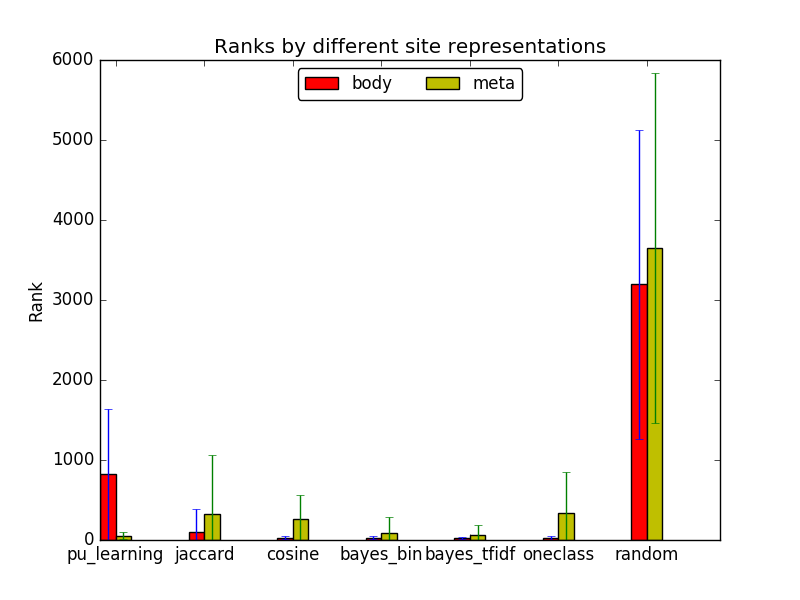 Ranks by different site representations
body meta
6000
5000
4000
3000
2000
1000
0
Rank
pu_learning jaccard cosine bayes_bin bayes_tfidf oneclass random